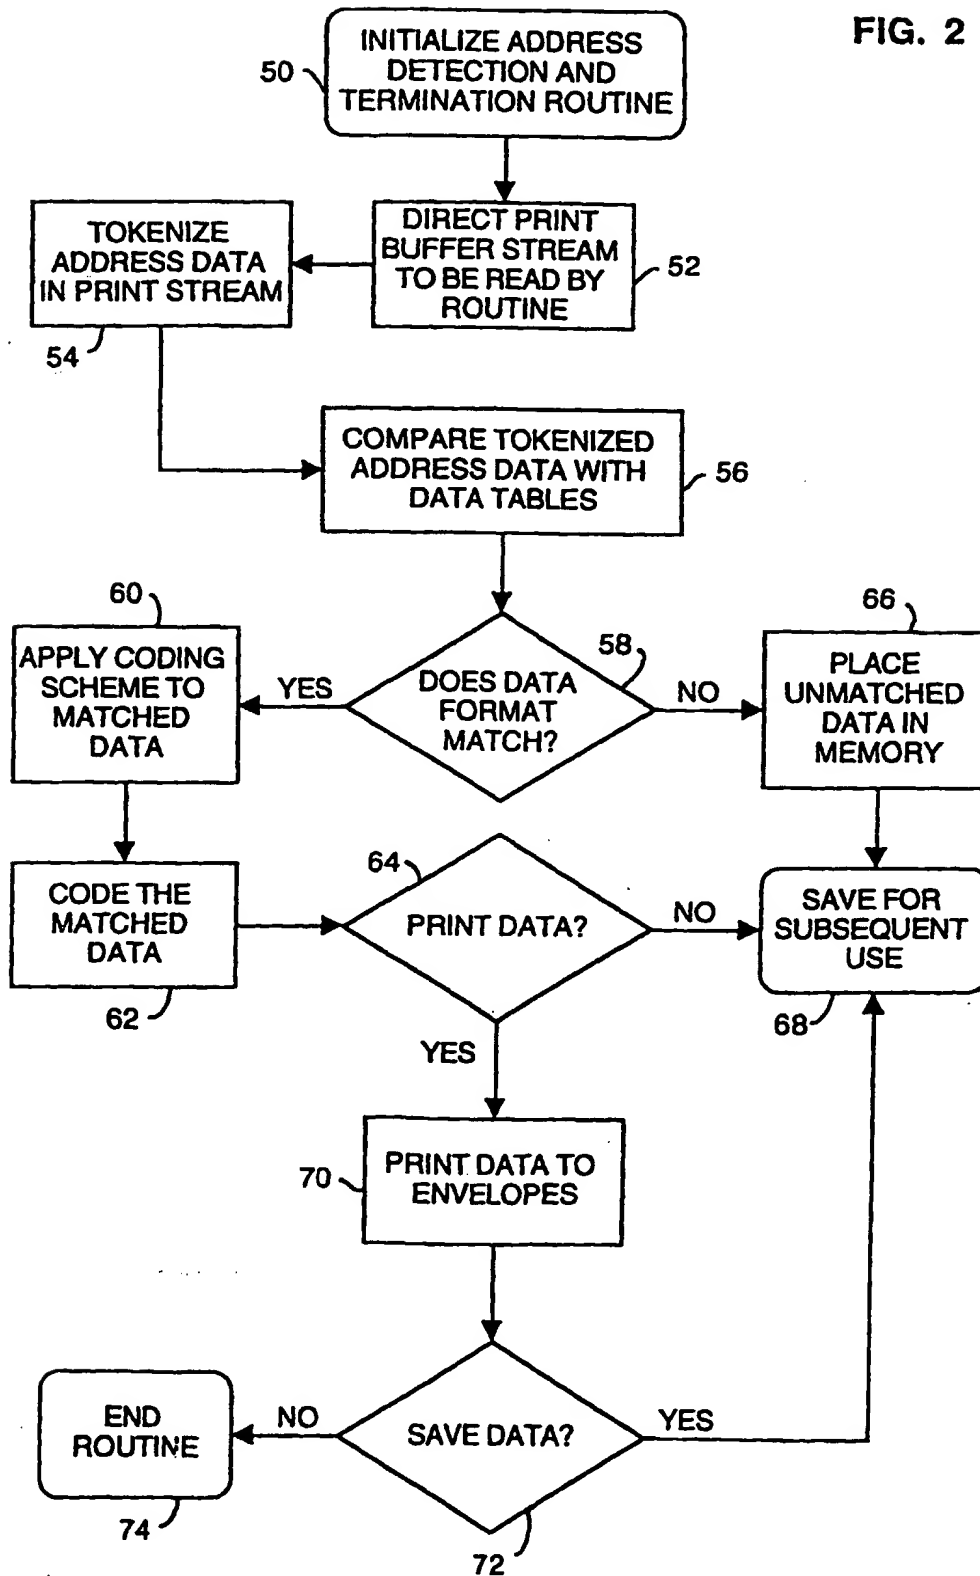 FIG. 2
INITIALIZE ADDRESS
DETECTION AND
TERMINATION ROUTINE
50
DIRECT PRINT
BUFFER STREAM
TO BE READ BY
ROUTINE
52
TOKENIZE
ADDRESS DATA
IN PRINT STREAM
54
COMPARE TOKENIZED
ADDRESS DATA WITH
DATA TABLES
56
DOES DATA
FORMAT
MATCH?
58
YES
NO
60
APPLY CODING
SCHEME TO
MATCHED
DATA
66
PLACE
UNMATCHED
DATA IN
MEMORY
CODE THE
MATCHED
DATA
62
64
PRINT DATA?
NO
YES
SAVE FOR
SUBSEQUENT
USE
68
70
PRINT DATA TO
ENVELOPES
SAVE DATA?
72
NO
YES
END
ROUTINE
74